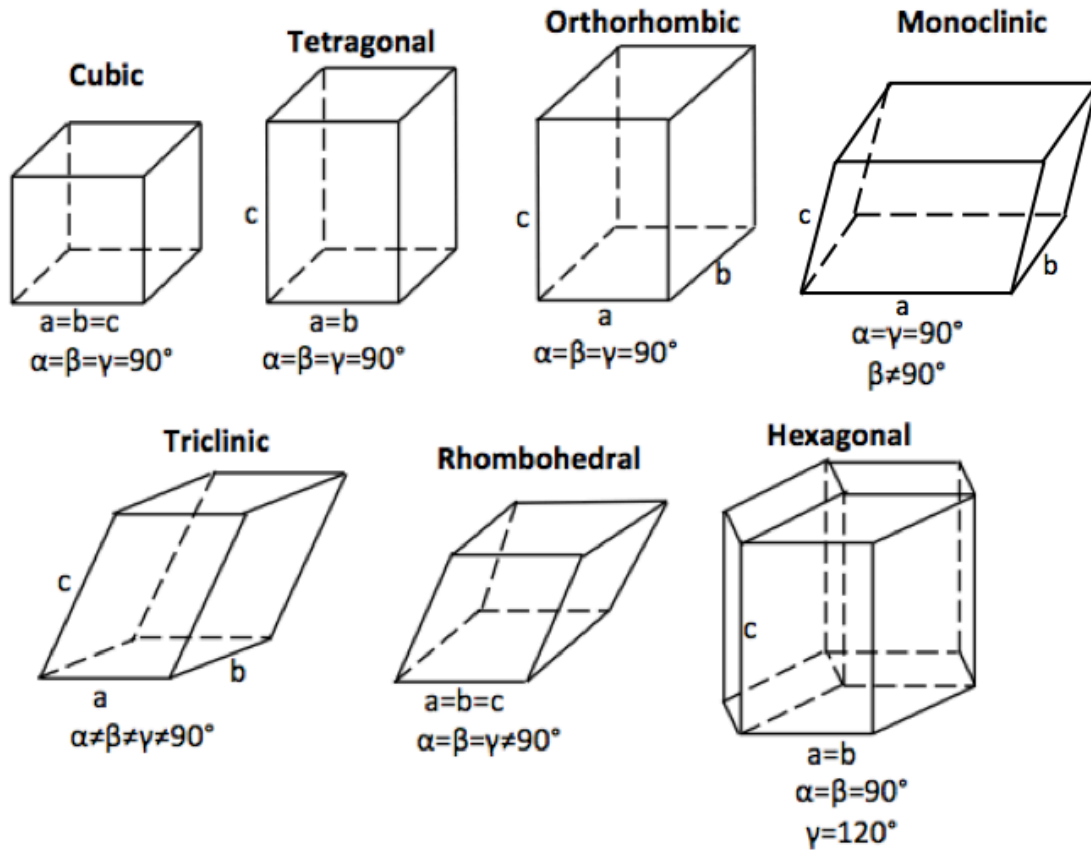 Cubic
c
a=b=c
α=β=γ=90°
Tetragonal
c
a=b
α=β=γ=90°
Orthorhombic
c
b
a
α=β=γ=90°
Monoclinic
c
b
a
α=γ=90°
β≠90°
Triclinic
c
b
a
α≠β≠γ≠90°
Rhombohedral
a=b=c
α=β=γ≠90°
Hexagonal
c
a=b
α=β=90°
γ=120°